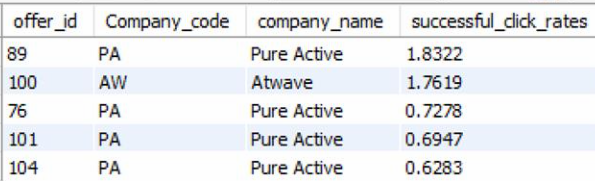 offer_id Company_code company_name successful_click_rates
89 PA Pure Active 1.8322
100 AW Atwave 1.7619
76 PA Pure Active 0.7278
101 PA Pure Active 0.6947
104 PA Pure Active 0.6283